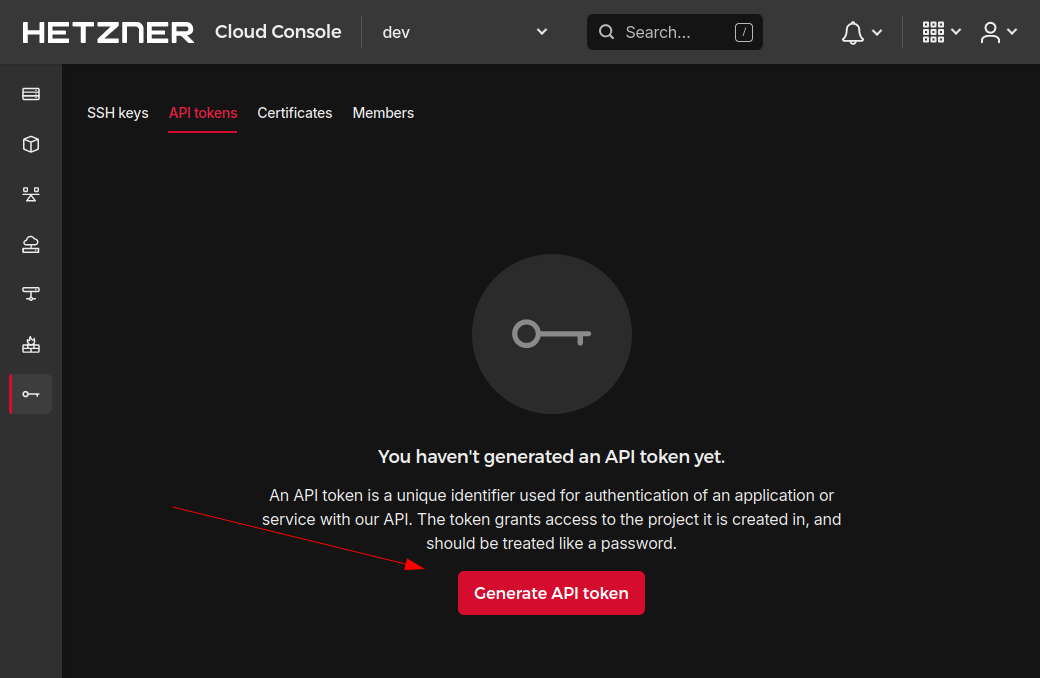 HETZNER Cloud Console dev Search... /
SSH keys API tokens Certificates Members
You haven't generated an API token yet.
An API token is a unique identifier used for authentication of an application or
service with our API. The token grants access to the project it is created in, and
should be treated like a password.
Generate API token